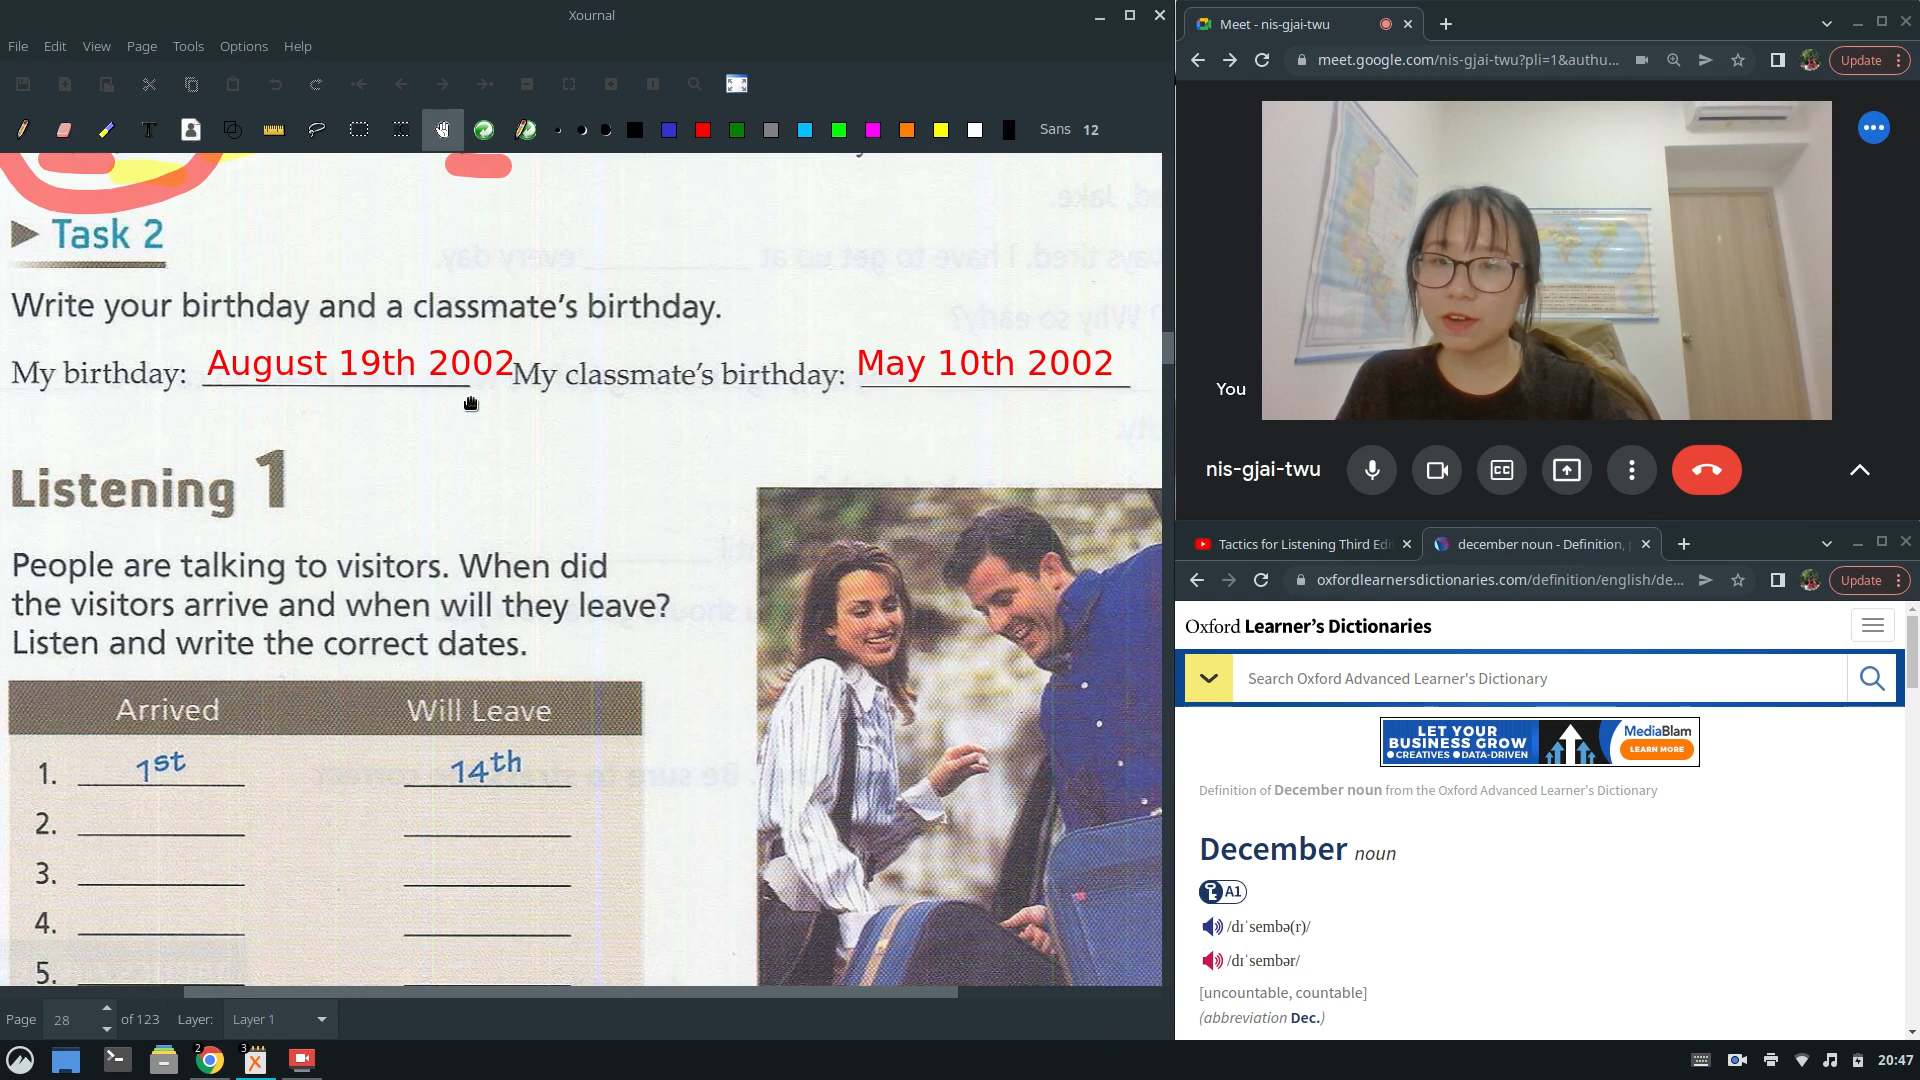 Xournal
File Edit View Page Tools Options Help
Sans 12
Task 2
Write your birthday and a classmate's birthday.
My birthday: August 19th 2002 My classmate's birthday: May 10th 2002
Listening 1
People are talking to visitors. When did
the visitors arrive and when will they leave?
Listen and write the correct dates.
Arrived Will Leave
1. 1st 14th
2.
3.
4.
5.
Page 28 of 123 Layer: Layer 1
Meet - nis-gjai-twu
meet.google.com/nis-gjai-twu?pli=1&authu... Update
You
nis-gjai-twu
CC
Tactics for Listening Third Edi
december noun - Definition,
oxfordlearnersdictionaries.com/definition/english/de... Update
Oxford Learner's Dictionaries
Search Oxford Advanced Learner's Dictionary
LET YOUR
BUSINESS GROW
CREATIVES DATA-DRIVEN
MediaBlam
LEARN MORE
Definition of December noun from the Oxford Advanced Learner's Dictionary
December noun
A1
/dɪˈsembə(r)/
/dɪˈsembər/
[uncountable, countable]
(abbreviation Dec.)
2 3
20:47